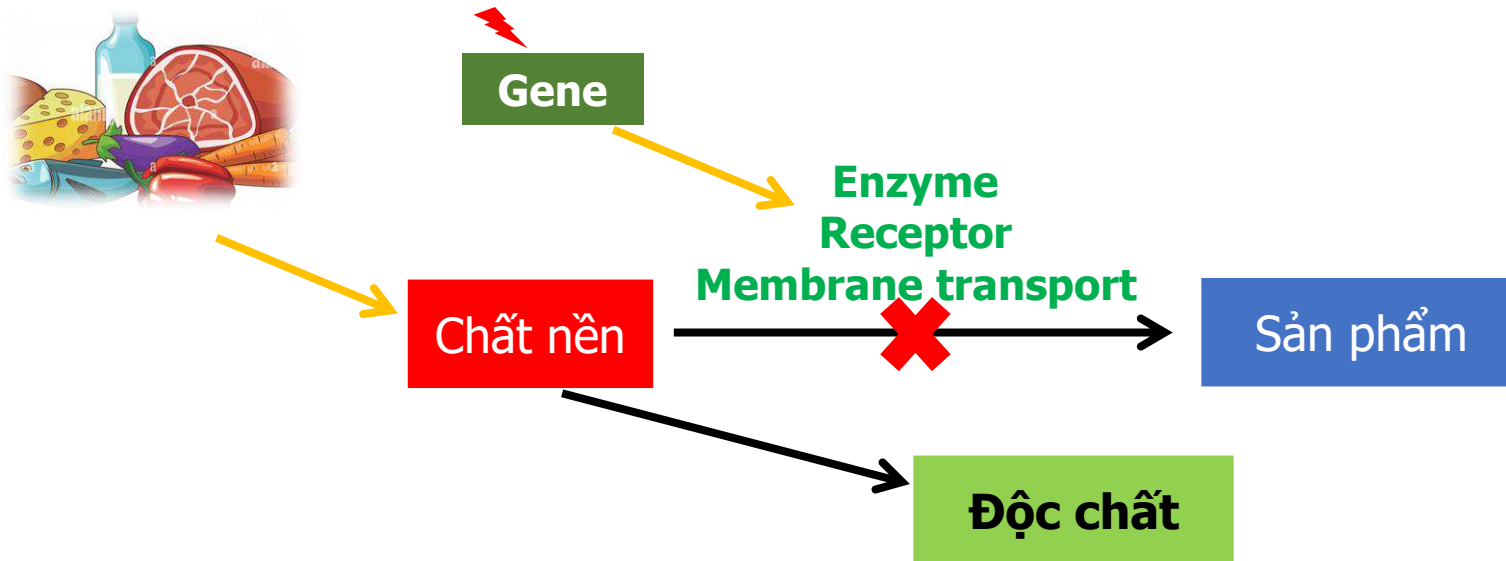 Gene
Enzyme
Receptor
Membrane transport
Chất nền
Sản phẩm
Độc chất